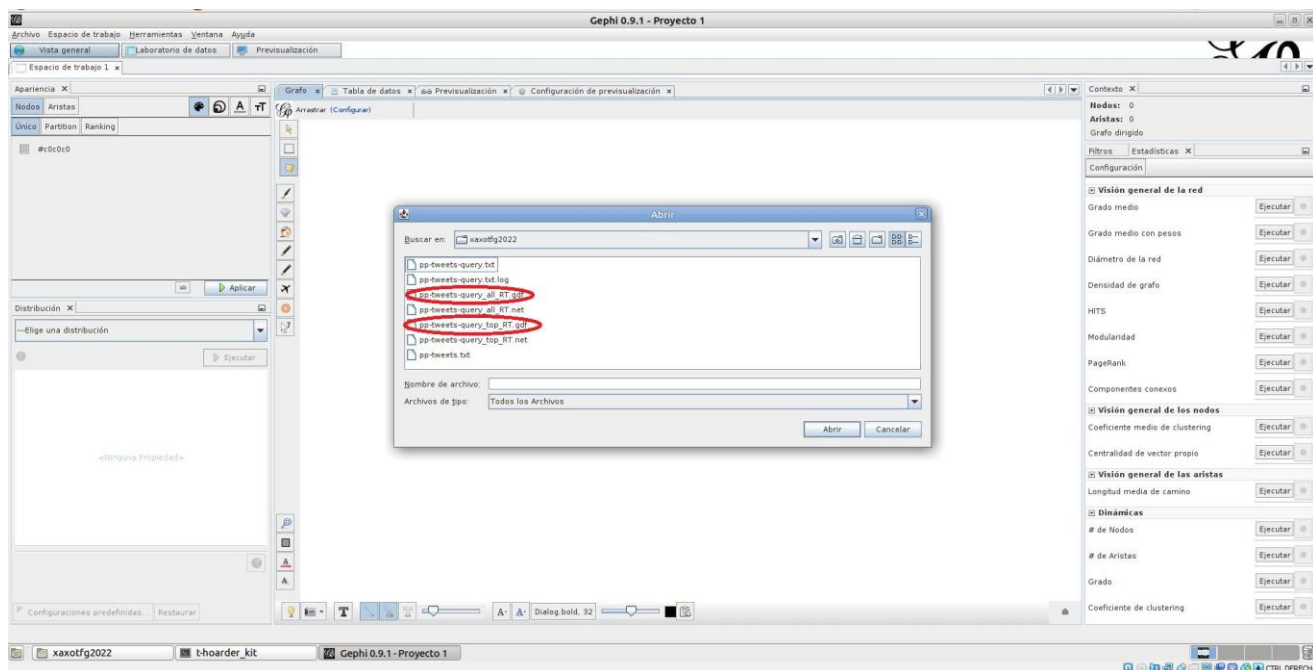 Gephi 0.9.1 - Proyecto 1
Archivo Espacio de trabajo Herramientas Ventana Ayuda
Vista general Laboratorio de datos Previsualización
Espacio de trabajo 1
Apariencia
Nodos Aristas
Único Partition Ranking
#c0c0c0
Aplicar
Distribución
---Elige una distribución
Ejecutar
<Ninguna Propiedad>
Configuraciones predefinidas... Restaurar
Grafo Tabla de datos Previsualización Configuración de previsualización
Arrastrar (Configurar)
Abrir
Buscar en: xaxotfg2022
pp-tweets-query.txt
pp-tweets-query.txt.log
pp-tweets-query_all_RT.gdf
pp-tweets-query_all_RT.net
pp-tweets-query_top_RT.gdf
pp-tweets-query_top_RT.net
pp-tweets.txt
Nombre de archivo:
Archivos de tipo: Todos los Archivos
Abrir Cancelar
T A- A- Dialog.bold, 32
Contexto
Nodos: 0
Aristas: 0
Grafo dirigido
Filtros Estadísticas
Configuración
Visión general de la red
Grado medio Ejecutar
Grado medio con pesos Ejecutar
Diámetro de la red Ejecutar
Densidad de grafo Ejecutar
HITS Ejecutar
Modularidad Ejecutar
PageRank Ejecutar
Componentes conexos Ejecutar
Visión general de los nodos
Coeficiente medio de clustering Ejecutar
Centralidad de vector propio Ejecutar
Visión general de las aristas
Longitud media de camino Ejecutar
Dinámicas
# de Nodos Ejecutar
# de Aristas Ejecutar
Grado Ejecutar
Coeficiente de clustering Ejecutar
xaxotfg2022 t-hoarder_kit Gephi 0.9.1 - Proyecto 1